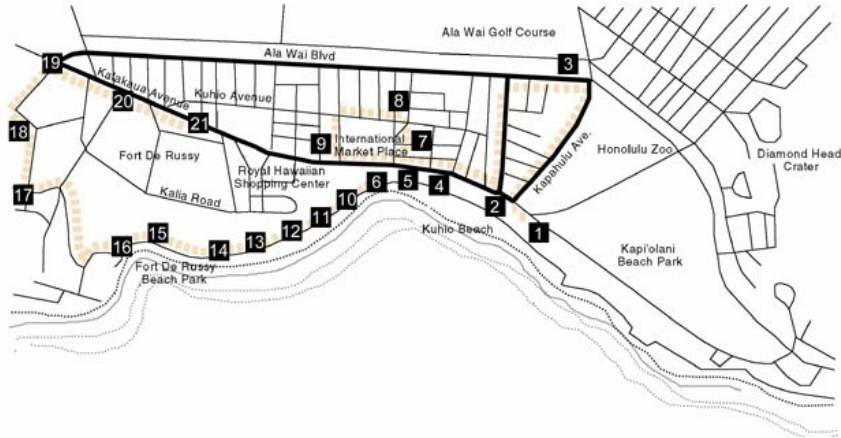 Ala Wai Golf Course
Ala Wai Blvd
3
19
Kalakaua Avenue
20
Kuhio Avenue
8
21
18
9
International
Market Place
7
Kapahulu Ave.
Honolulu Zoo
Diamond Head
Crater
Fort De Russy
Royal Hawaiian
Shopping Center
17
Kalia Road
6
5
4
10
2
11
12
Kuhio Beach
1
16
15
14
13
Fort De Russy
Beach Park
Kapi'olani
Beach Park